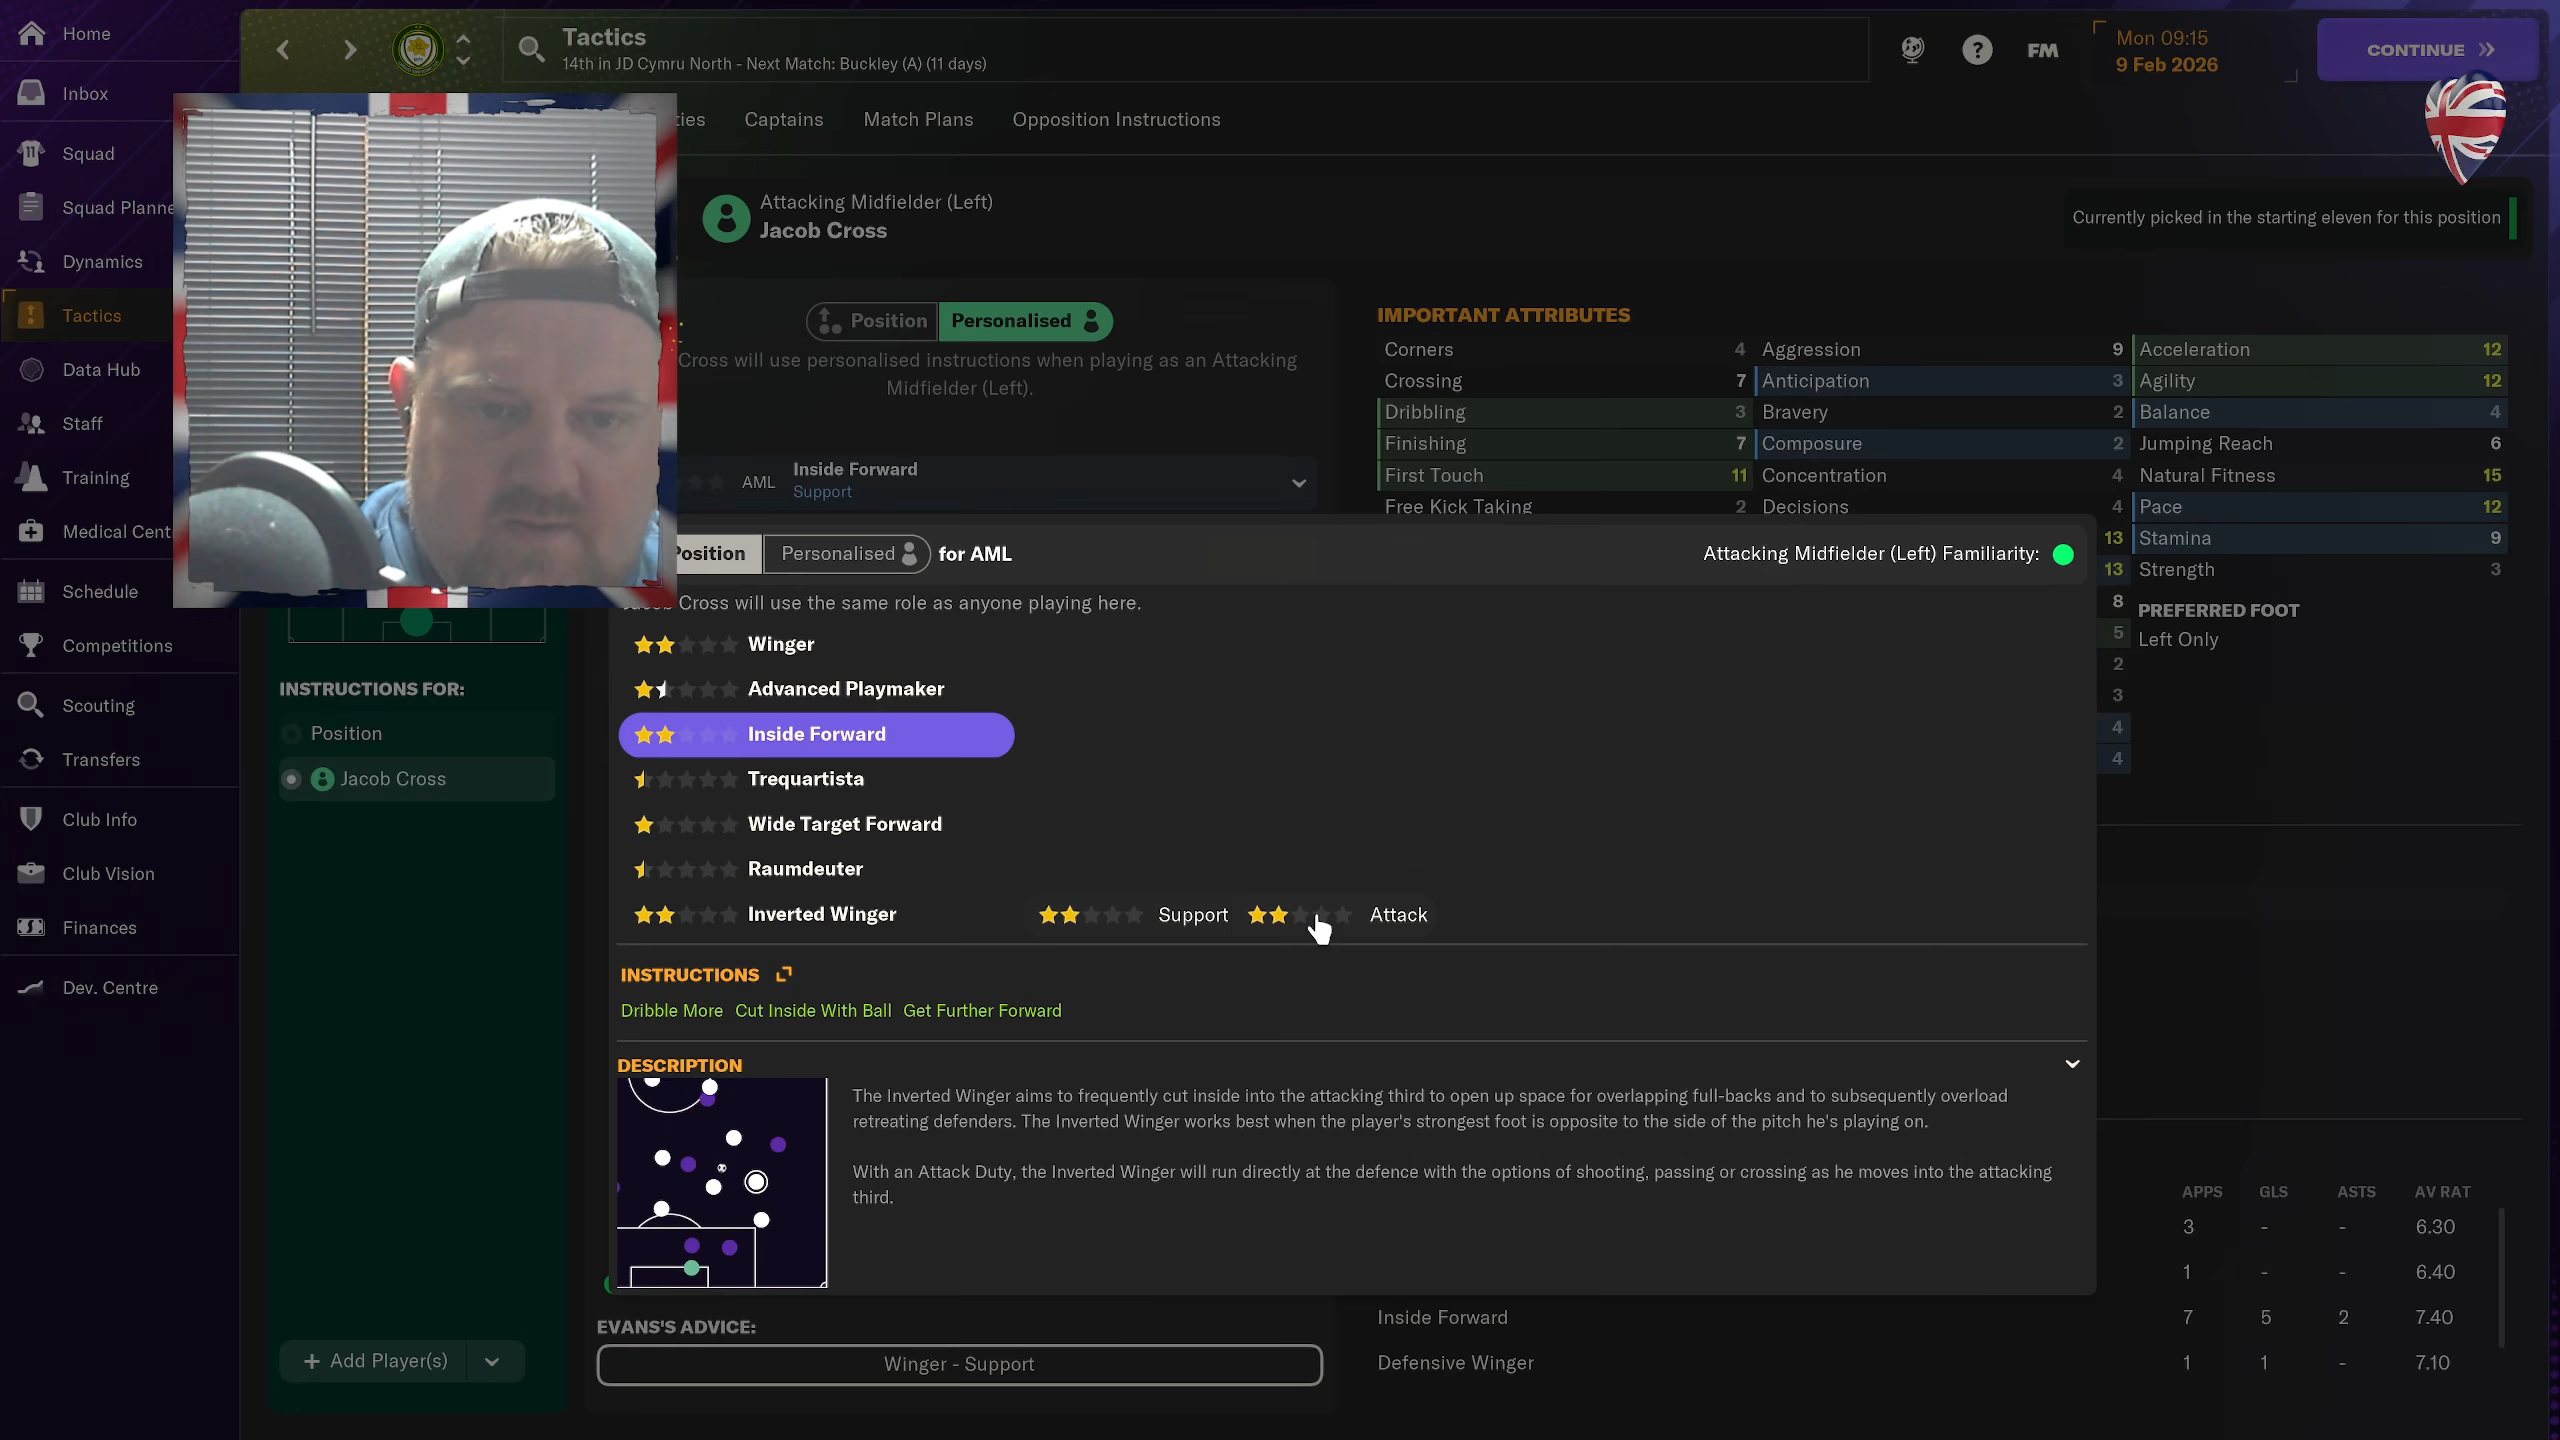 Home
Inbox
Squad
Squad Planne
Dynamics
Tactics
Data Hub
Staff
Training
Medical Cent
Schedule
Competitions
Scouting
Transfers
Club Info
Club Vision
Finances
Dev. Centre
Tactics
14th in JD Cymru North - Next Match: Buckley (A) (11 days)
FM
Mon 09:15
9 Feb 2026
CONTINUE
ties Captains Match Plans Opposition Instructions
Attacking Midfielder (Left)
Jacob Cross
Currently picked in the starting eleven for this position
Position Personalised
Cross will use personalised instructions when playing as an Attacking
Midfielder (Left).
AML Inside Forward
Support
IMPORTANT ATTRIBUTES
Corners 4 Aggression 9 Acceleration 12
Crossing 7 Anticipation 3 Agility 12
Dribbling 3 Bravery 2 Balance 4
Finishing 7 Composure 2 Jumping Reach 6
First Touch 11 Concentration 4 Natural Fitness 15
Free Kick Taking 2 Decisions 4 Pace 12
13 Stamina 9
13 Strength 3
8 PREFERRED FOOT
5 Left Only
2
3
4
4
Position Personalised for AML
Attacking Midfielder (Left) Familiarity:
Cross will use the same role as anyone playing here.
Winger
Advanced Playmaker
Inside Forward
Trequartista
Wide Target Forward
Raumdeuter
Inverted Winger Support Attack
INSTRUCTIONS
Dribble More Cut Inside With Ball Get Further Forward
DESCRIPTION
The Inverted Winger aims to frequently cut inside into the attacking third to open up space for overlapping full-backs and to subsequently overload
retreating defenders. The Inverted Winger works best when the player's strongest foot is opposite to the side of the pitch he's playing on.
With an Attack Duty, the Inverted Winger will run directly at the defence with the options of shooting, passing or crossing as he moves into the attacking
third.
INSTRUCTIONS FOR:
Position
Jacob Cross
+ Add Player(s)
EVANS'S ADVICE:
Winger - Support
APPS GLS ASTS AV RAT
3 - - 6.30
1 - - 6.40
Inside Forward 7 5 2 7.40
Defensive Winger 1 1 - 7.10